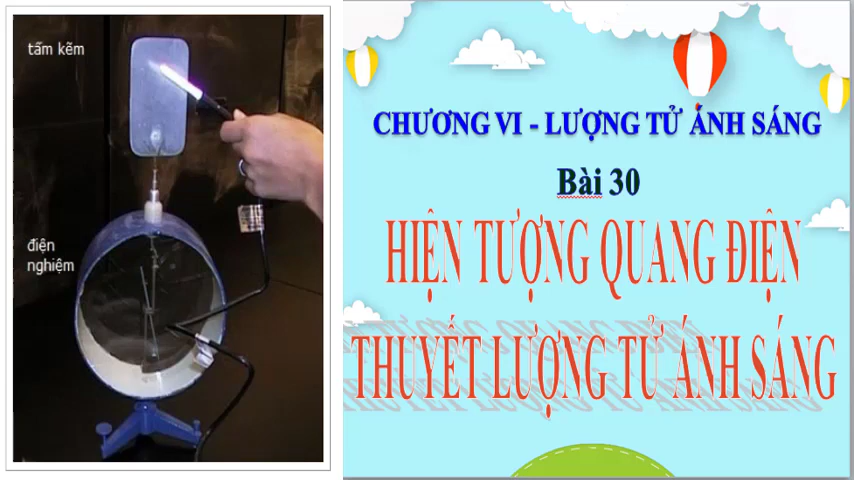 tấm kẽm
điện
nghiệm
CHƯƠNG VI - LƯỢNG TỬ ÁNH SÁNG
Bài 30
HIỆN TƯỢNG QUANG ĐIỆN
THUYẾT LƯỢNG TỬ ÁNH SÁNG